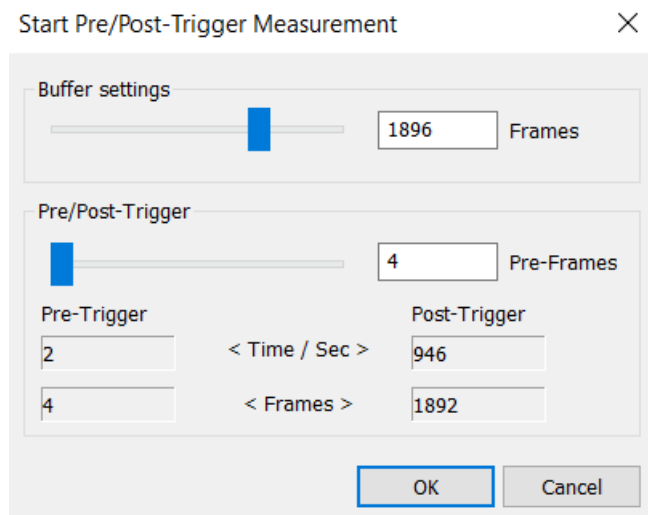 Start Pre/Post-Trigger Measurement
Buffer settings
1896 Frames
Pre/Post-Trigger
4 Pre-Frames
Pre-Trigger Post-Trigger
2 < Time / Sec > 946
4 < Frames > 1892
OK Cancel